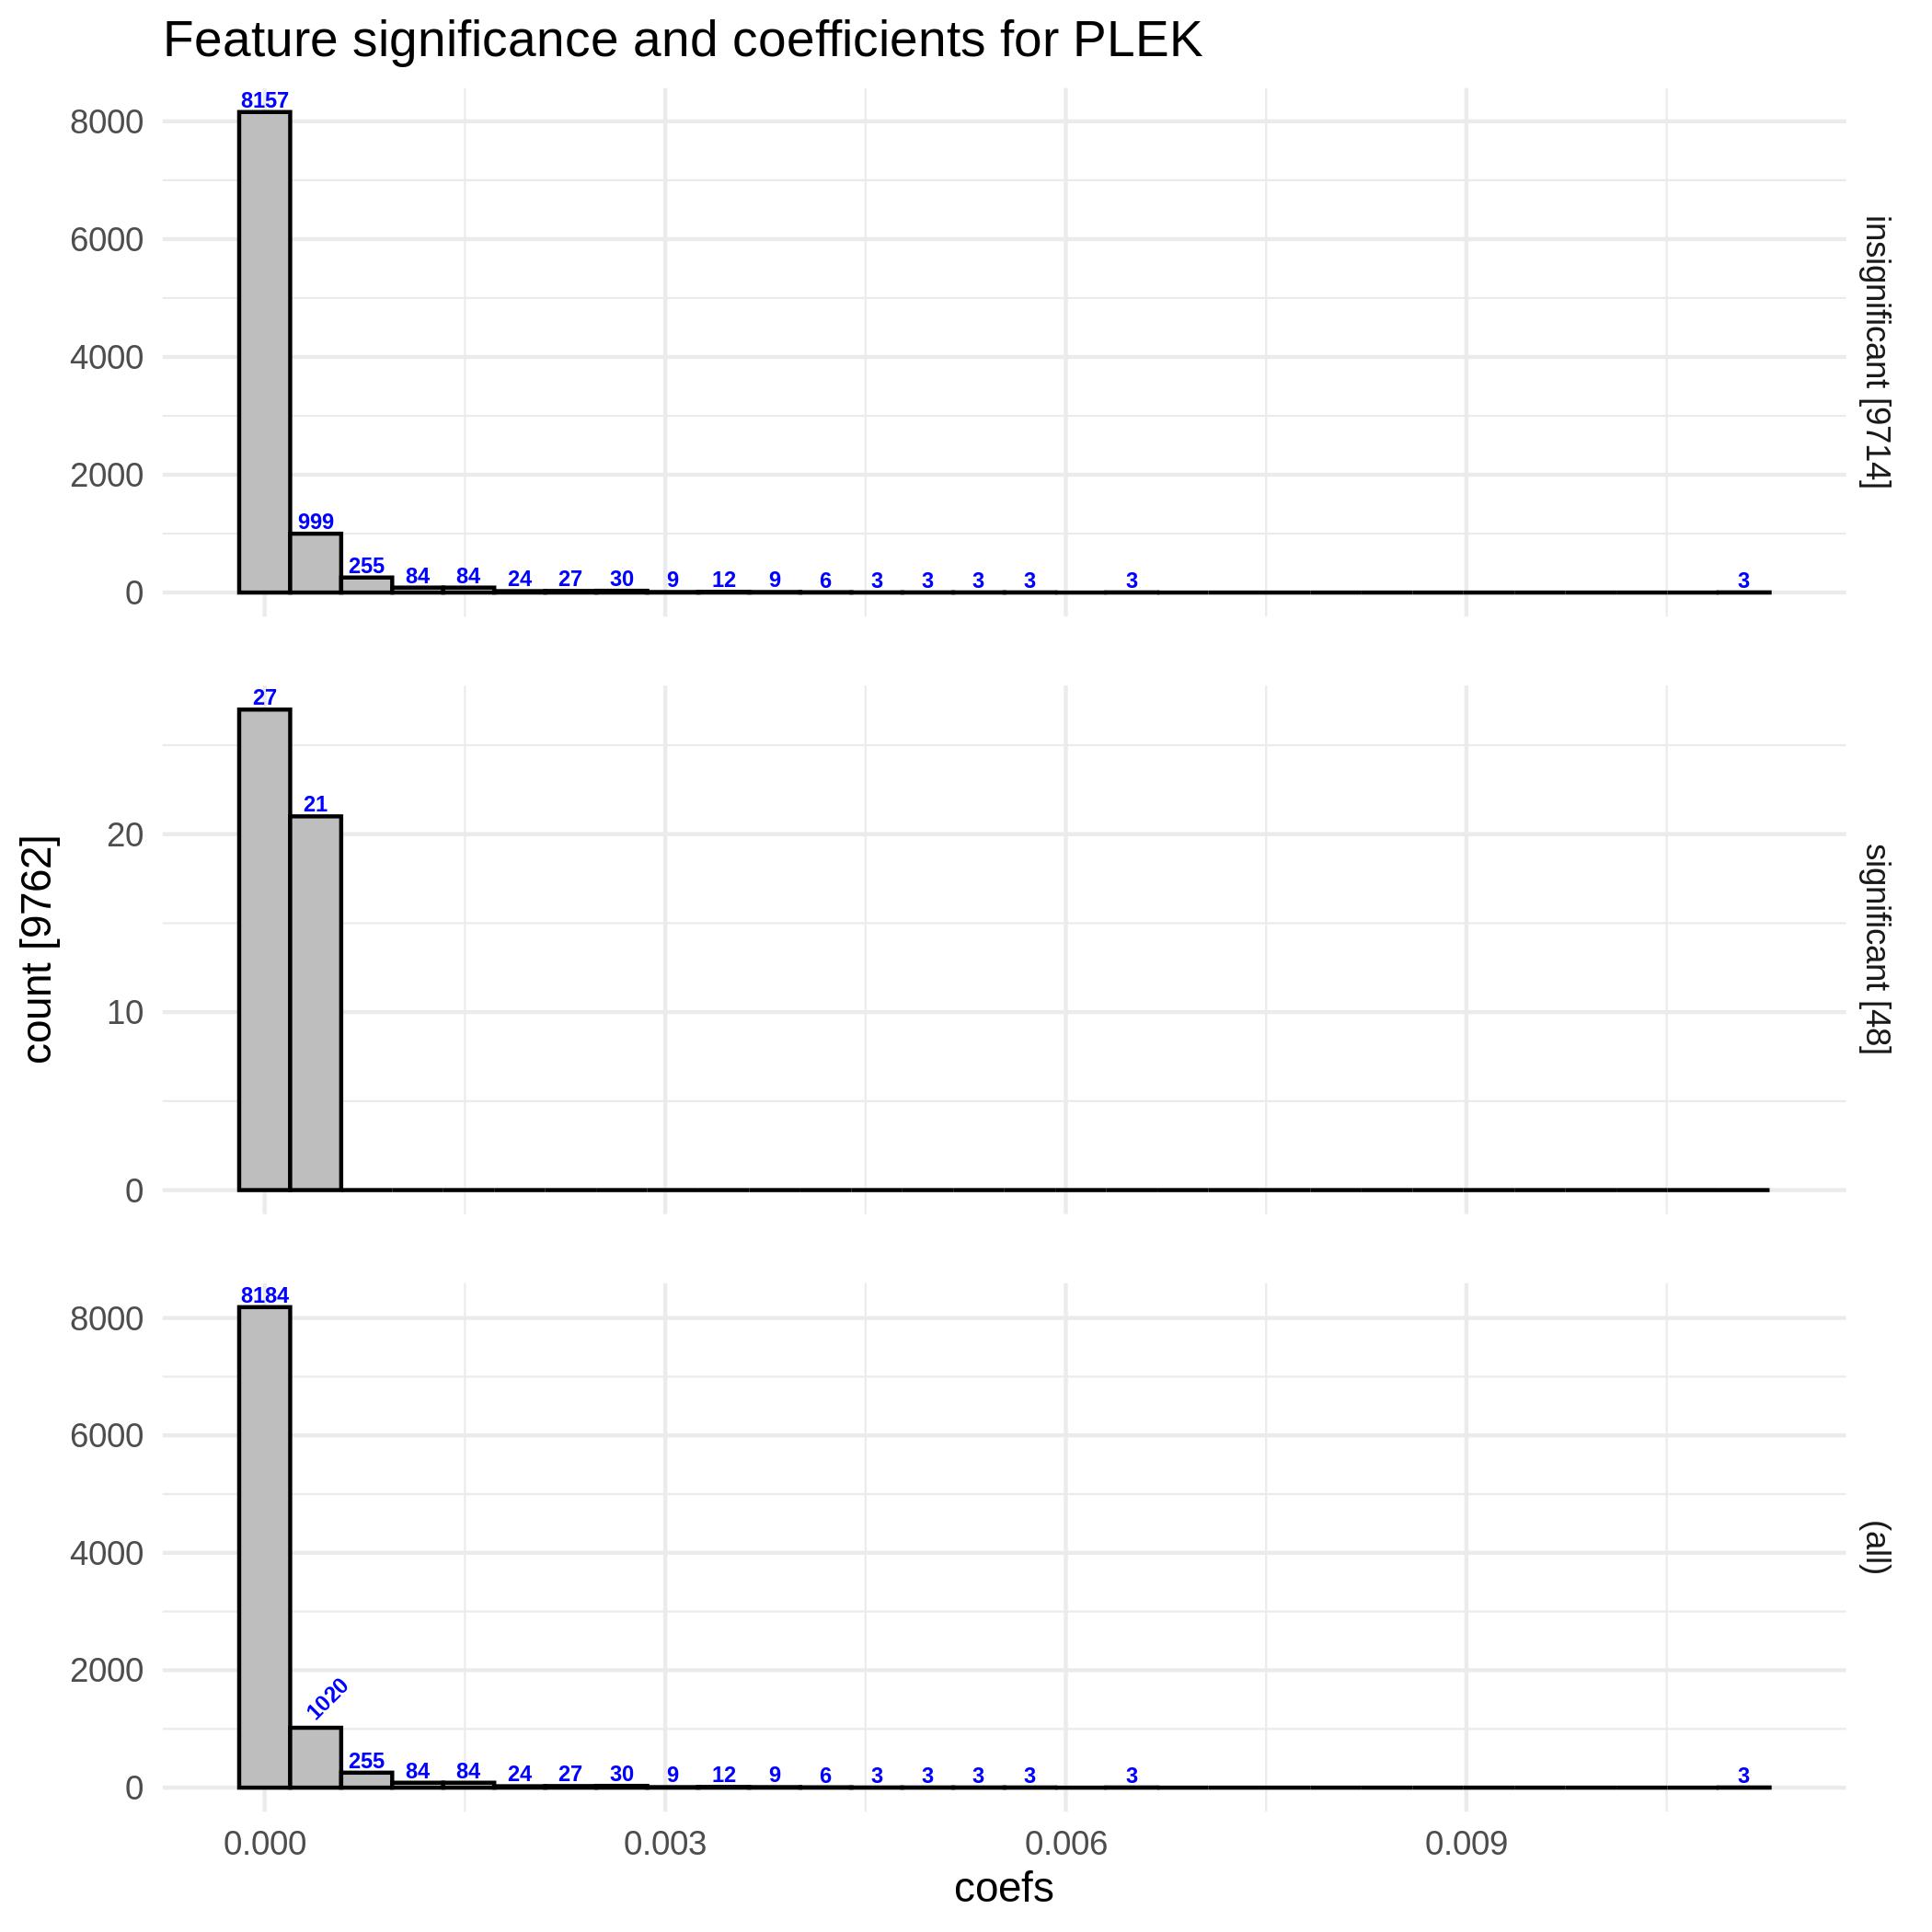 Feature significance and coefficients for PLEK
8157
8000
6000
4000
2000
999
255 84 84 24 27 30 9 12 9 6 3 3 3 3 3 3
0
insignificant [9714]
27
21
20
10
0
significant [48]
count [9762]
8184
8000
6000
4000
2000
1020
255 84 84 24 27 30 9 12 9 6 3 3 3 3 3 3
0
(all)
0.000 0.003 0.006 0.009
coefs